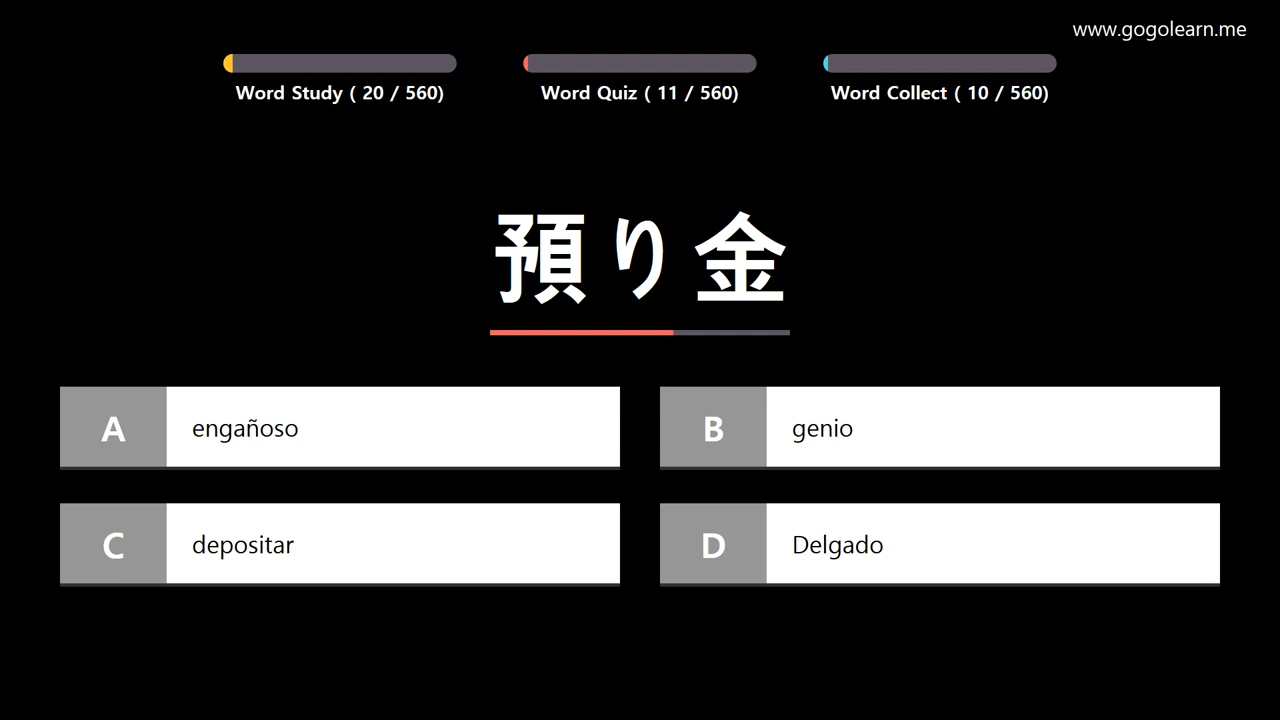 www.gogolearn.me
Word Study ( 20 / 560)
Word Quiz ( 11 / 560)
Word Collect ( 10 / 560)
預り金
A engañoso
B genio
C depositar
D Delgado